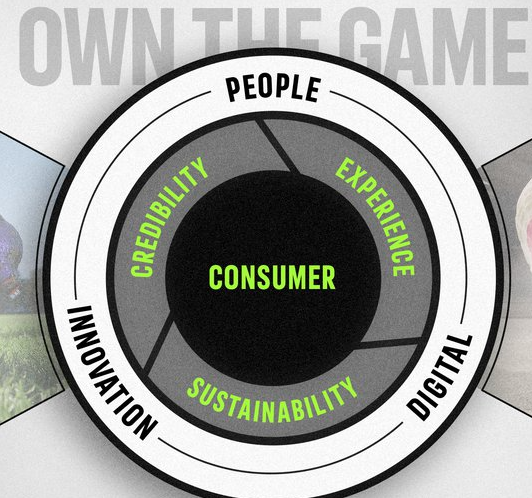 OWN THE GAME
PEOPLE
CREDIBILITY
EXPERIENCE
CONSUMER
INNOVATION
DIGITAL
SUSTAINABILITY